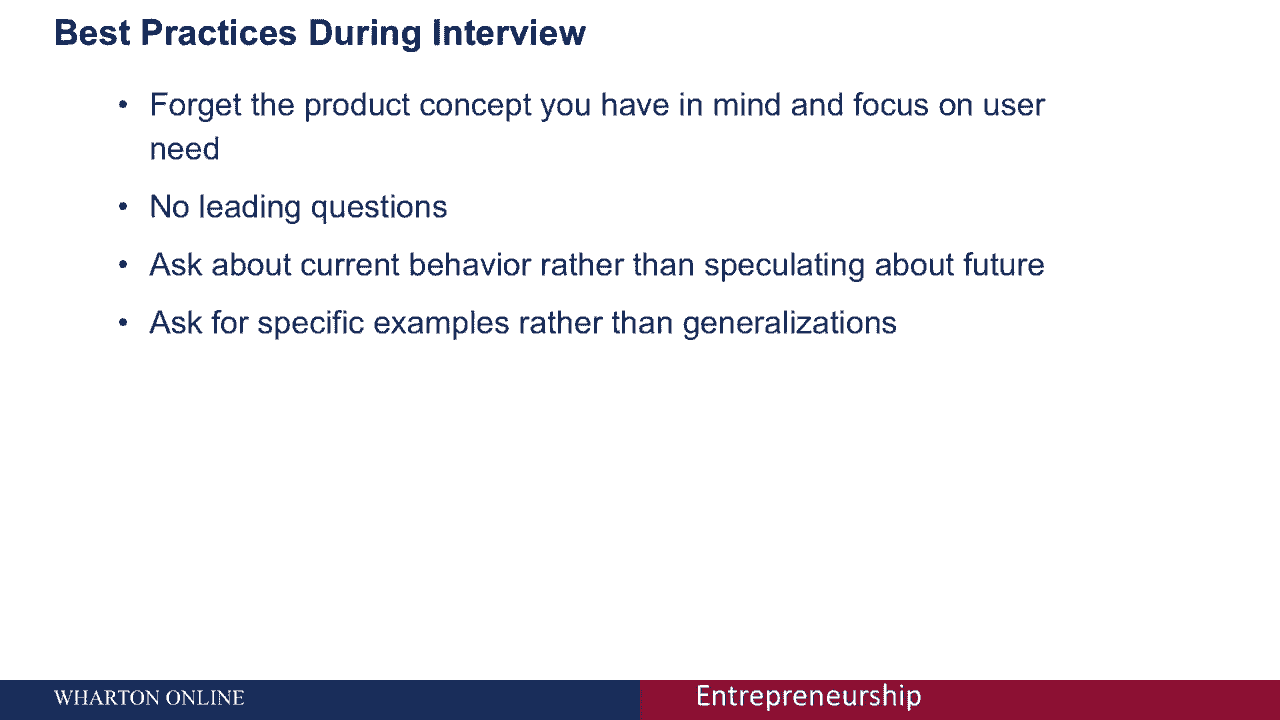 Best Practices During Interview
• Forget the product concept you have in mind and focus on user
need
• No leading questions
• Ask about current behavior rather than speculating about future
• Ask for specific examples rather than generalizations
WHARTON ONLINE
Entrepreneurship